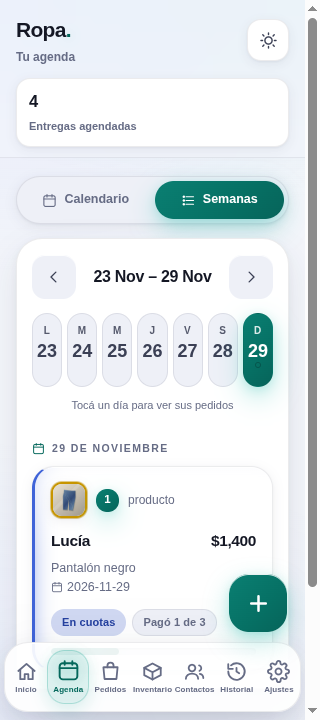 Ropa.
Tu agenda
4
Entregas agendadas
Calendario Semanas
23 Nov – 29 Nov
L M M J V S D
23 24 25 26 27 28 29
Tocá un día para ver sus pedidos
29 DE NOVIEMBRE
1 producto
Lucía $1,400
Pantalón negro
2026-11-29
En cuotas Pagó 1 de 3
Inicio Agenda Pedidos Inventario Contactos Historial Ajustes